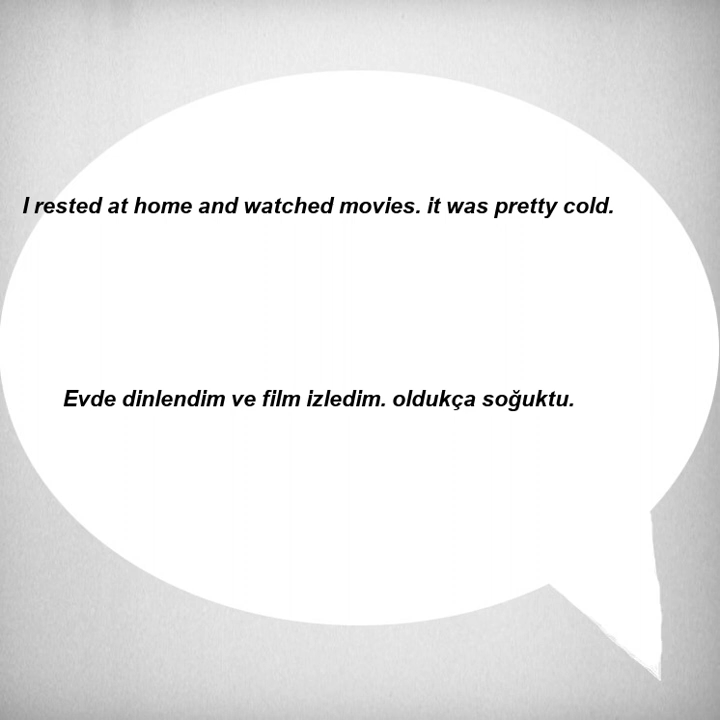 I rested at home and watched movies. it was pretty cold.
Evde dinlendim ve film izledim. oldukça soğuktu.